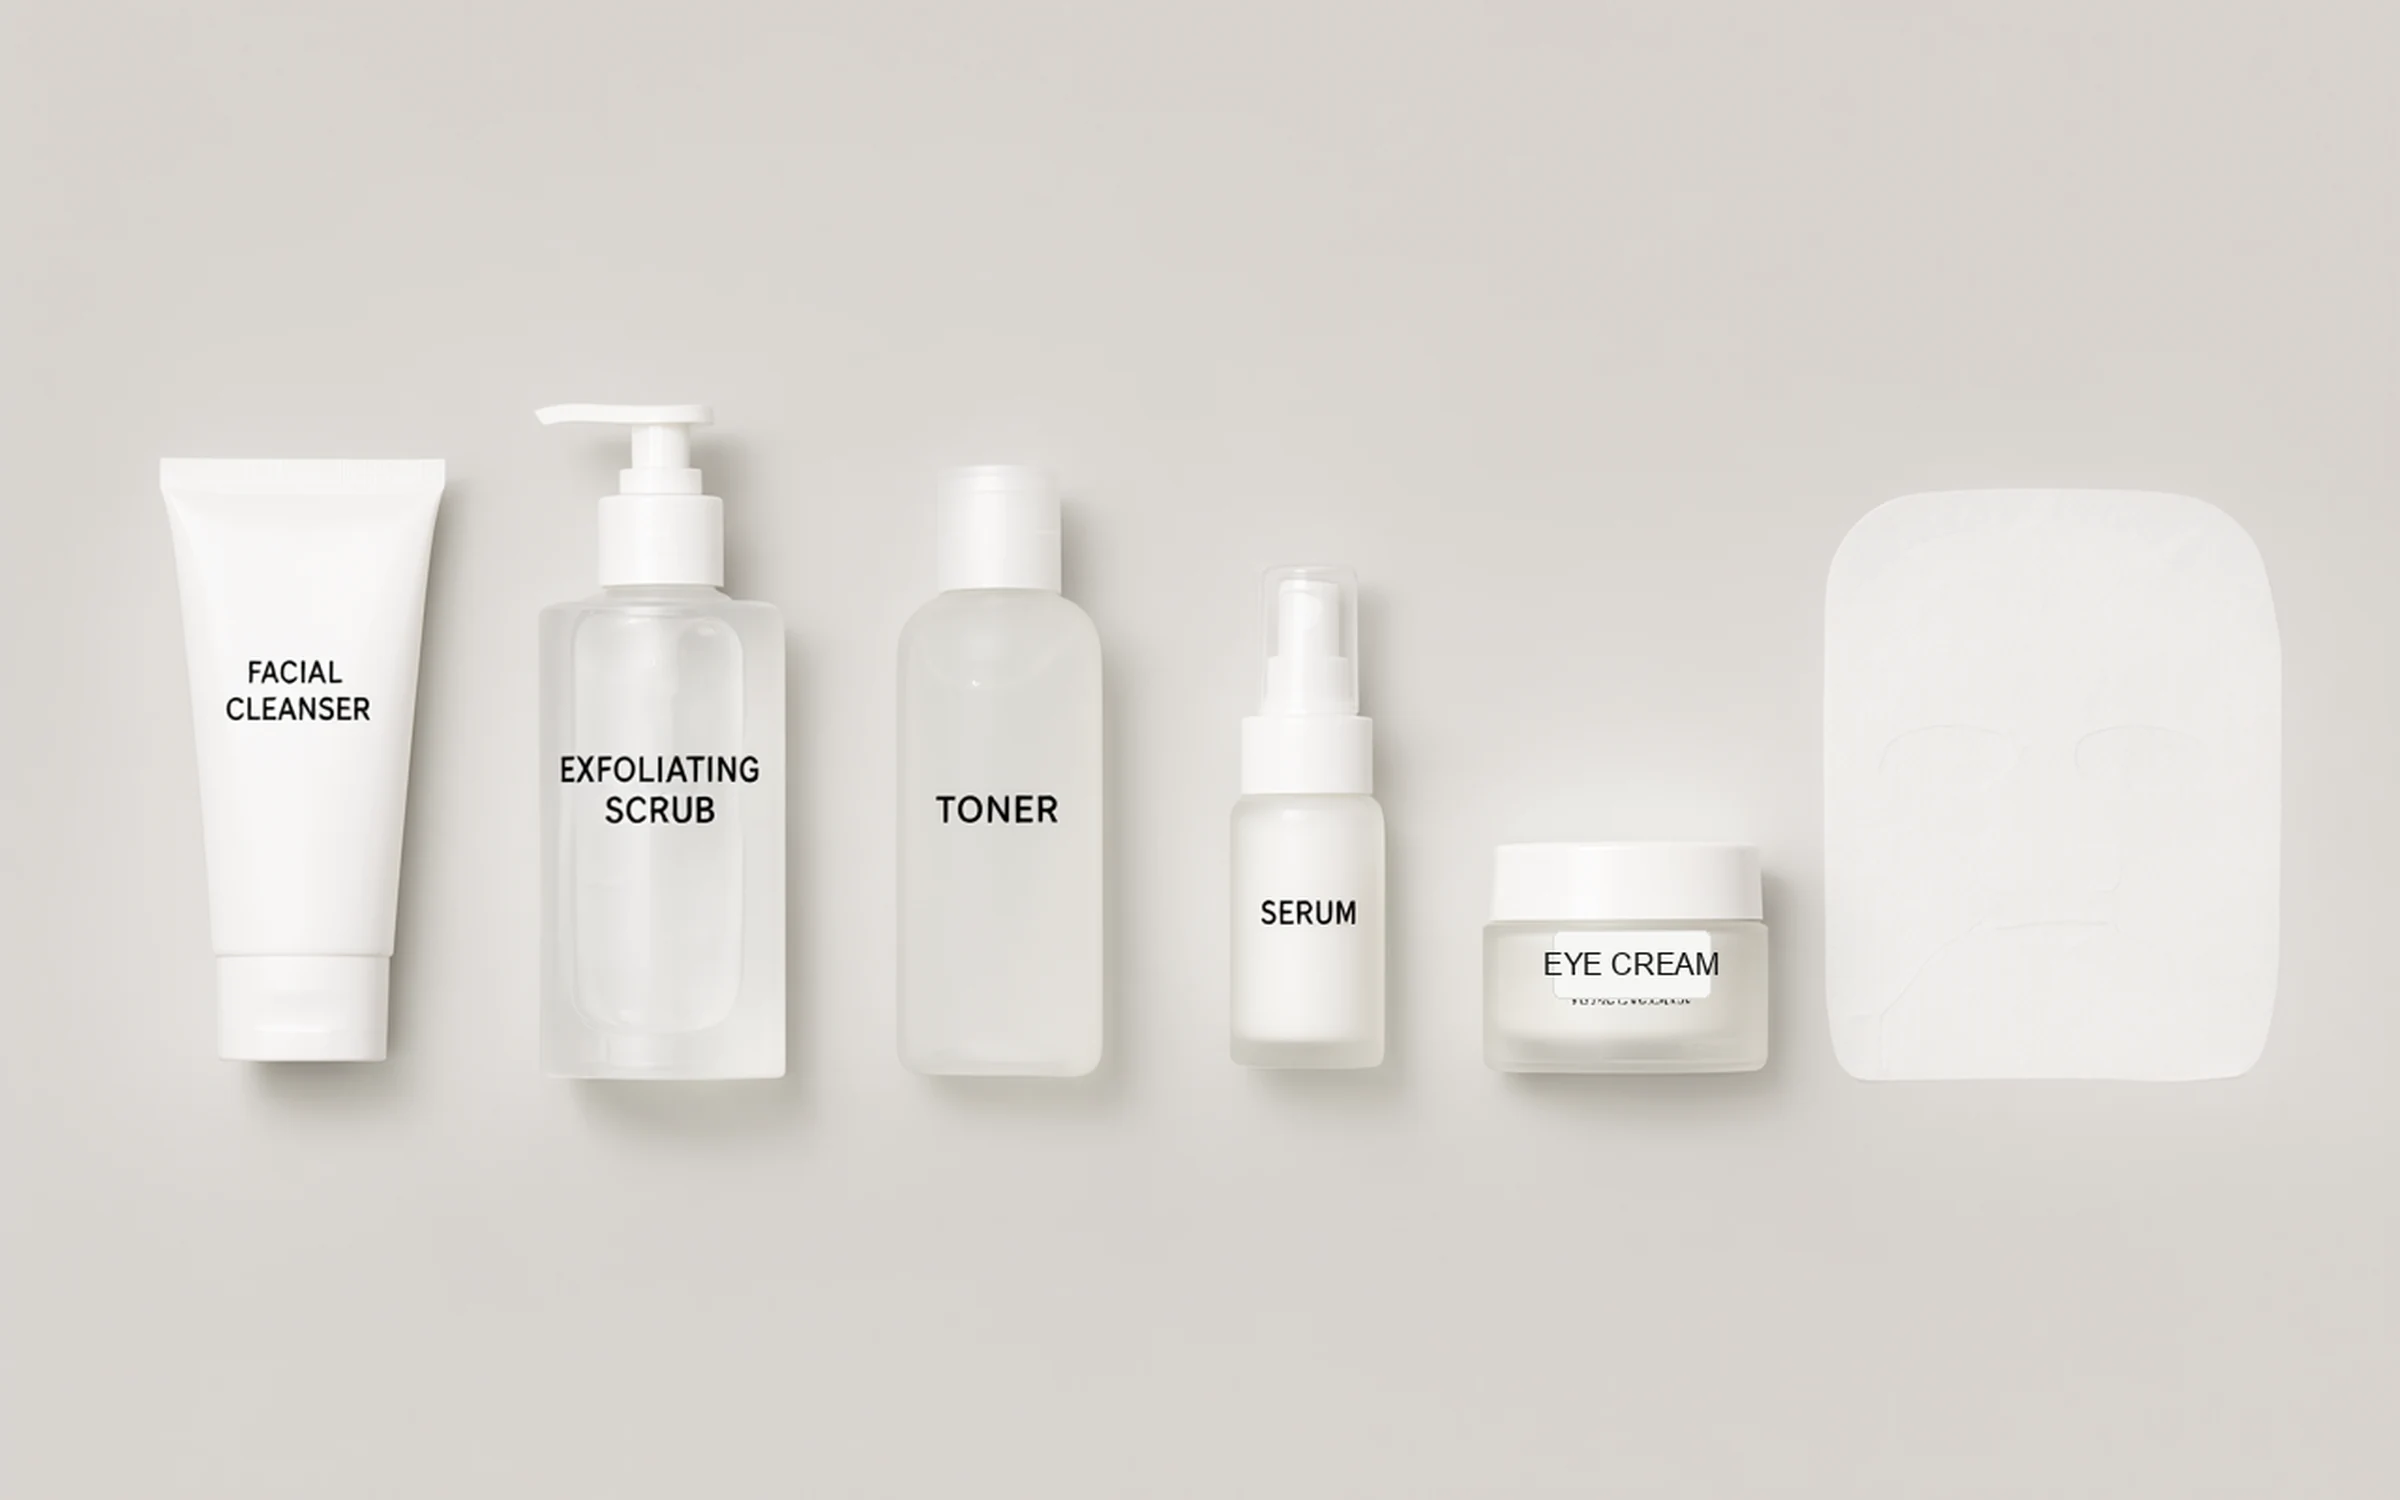 FACIAL
CLEANSER
EXFOLIATING
SCRUB
TONER
SERUM
EYE CREAM